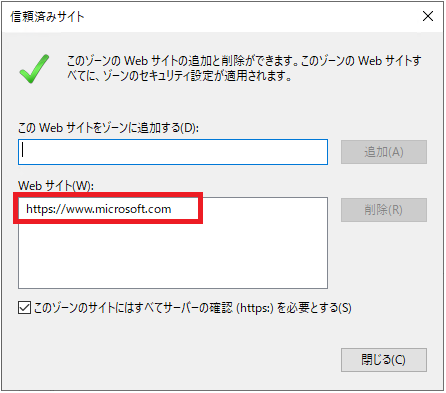 信頼済みサイト
このゾーンの Web サイトの追加と削除ができます。このゾーンの Web サイトす
べてに、ゾーンのセキュリティ設定が適用されます。
この Web サイトをゾーンに追加する(D):
追加(A)
Web サイト(W):
https://www.microsoft.com
削除(R)
このゾーンのサイトにはすべてサーバーの確認 (https:) を必要とする(S)
閉じる(C)